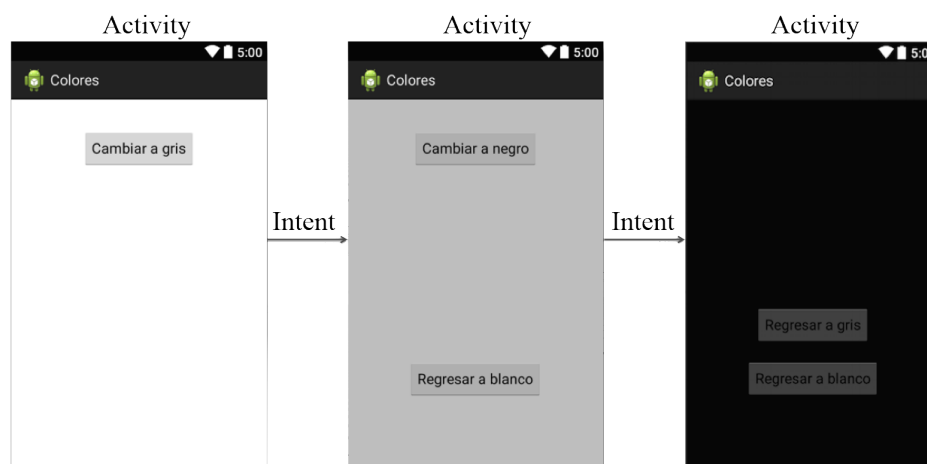 Activity
5:00
Colores
Cambiar a gris
Intent
Activity
5:00
Colores
Cambiar a negro
Regresar a blanco
Intent
Activity
5:0
Colores
Regresar a gris
Regresar a blanco